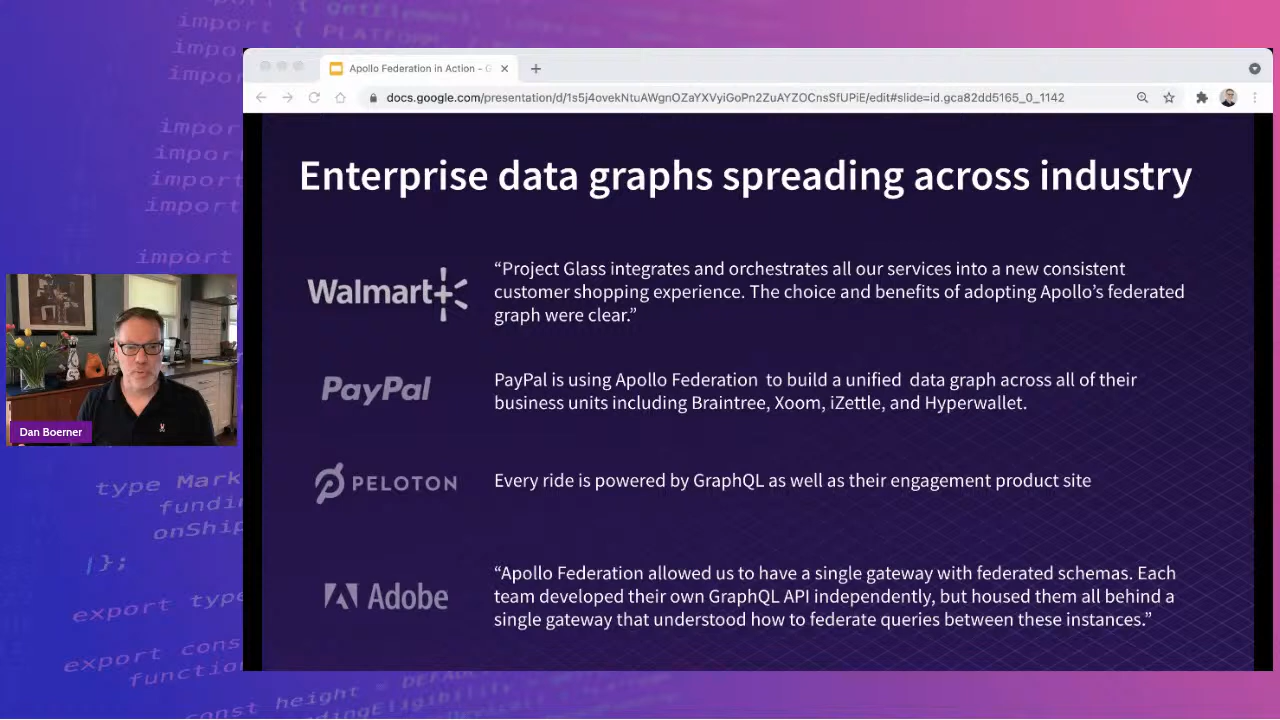 import { GetElement,
import { PLATFORM
impo
impo
import
import
import
import
import
Apollo Federation in Action - G
docs.google.com/presentation/d/1s5j4ovekNtuAWgnOZaYXVyiGoPn2ZuAYZOCnsSfUPiE/edit#slide=id.gca82dd5165_0_1142
Enterprise data graphs spreading across industry
Walmart+
“Project Glass integrates and orchestrates all our services into a new consistent
customer shopping experience. The choice and benefits of adopting Apollo’s federated
graph were clear.”
PayPal
PayPal is using Apollo Federation to build a unified data graph across all of their
business units including Braintree, Xoom, iZettle, and Hyperwallet.
Dan Boerner
PELOTON
Every ride is powered by GraphQL as well as their engagement product site
Adobe
“Apollo Federation allowed us to have a single gateway with federated schemas. Each
team developed their own GraphQL API independently, but housed them all behind a
single gateway that understood how to federate queries between these instances.”
type Mark
fundi
onShip
|};
export type
export cons
function
const height = DEFA